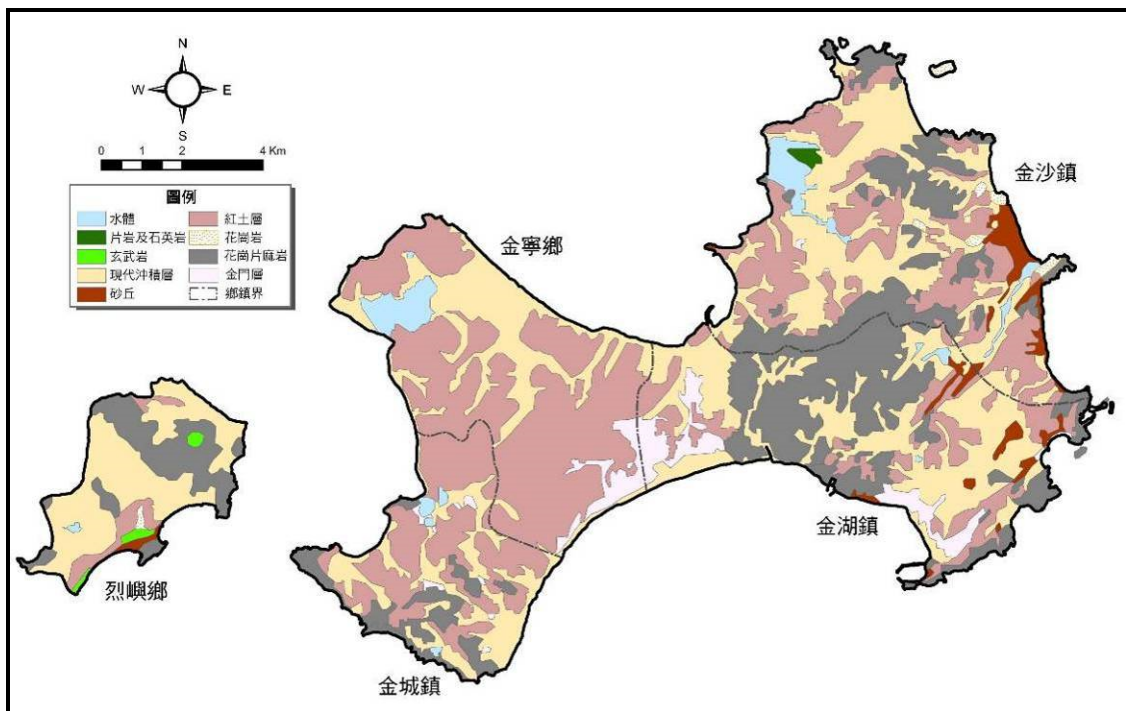 N
W E
S
0 1 2 4 Km
圖例
水體 紅土層
片岩及石英岩 花崗岩
玄武岩 花崗片麻岩
現代沖積層 金門層
砂丘 鄉鎮界
金沙鎮
金寧鄉
金湖鎮
烈嶼鄉
金城鎮